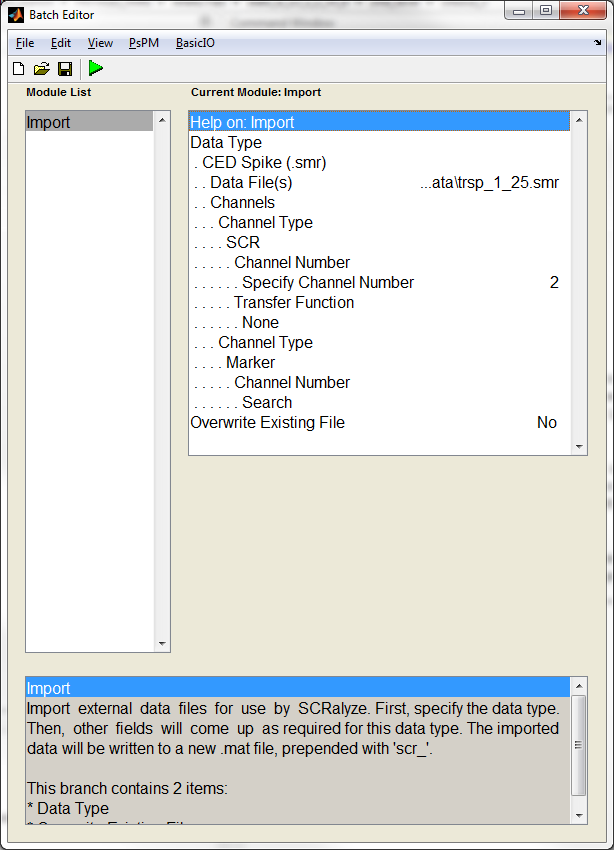 Batch Editor
File Edit View PsPM BasicIO
Module List
Current Module: Import
Import
Help on: Import
Data Type
. CED Spike (.smr)
. . Data File(s) ...ata\trsp_1_25.smr
. . Channels
. . . Channel Type
. . . . SCR
. . . . . Channel Number
. . . . . . Specify Channel Number 2
. . . . . Transfer Function
. . . . . . None
. . . Channel Type
. . . . Marker
. . . . . Channel Number
. . . . . . Search
Overwrite Existing File No
Import
Import external data files for use by SCRalyze. First, specify the data type.
Then, other fields will come up as required for this data type. The imported
data will be written to a new .mat file, prepended with 'scr_'.
This branch contains 2 items:
* Data Type
* Overwrite Existing File